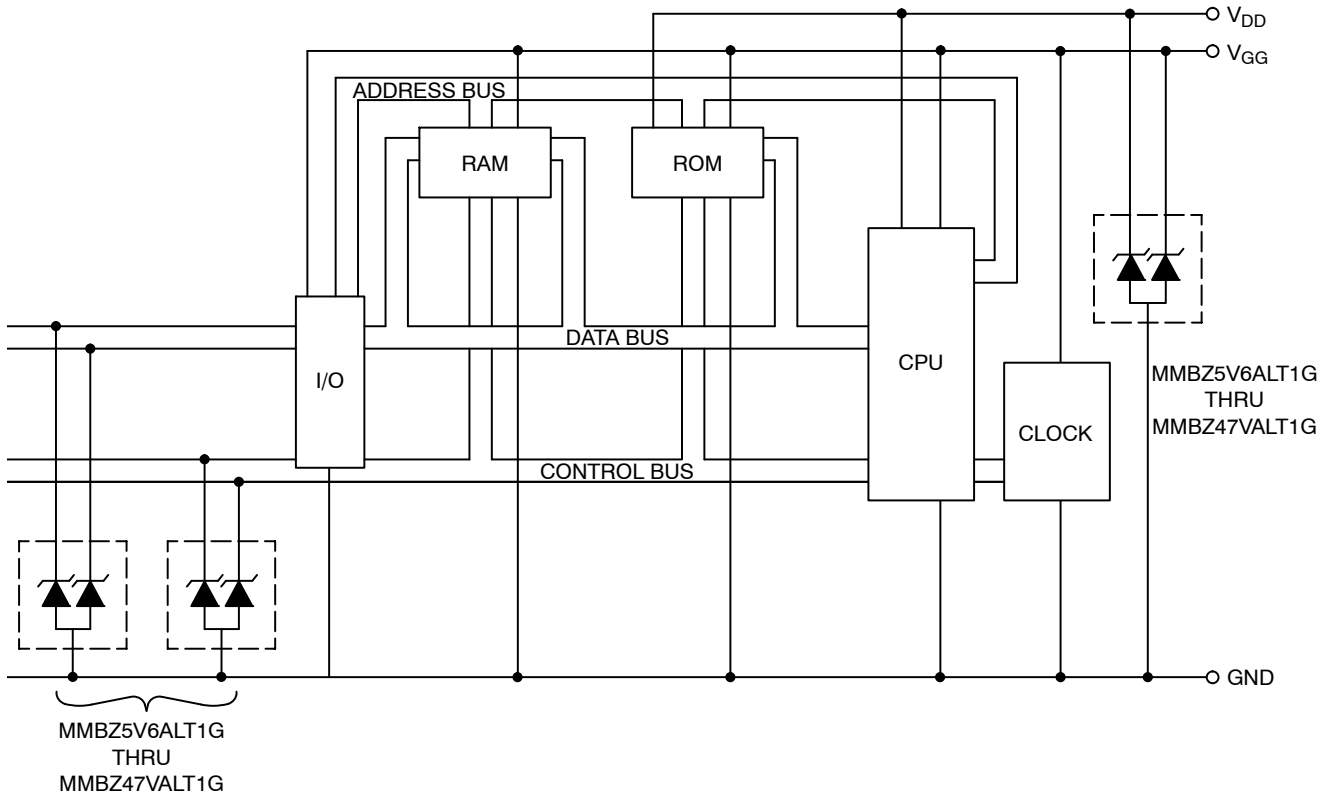 VDD
VGG
ADDRESS BUS
RAM
ROM
DATA BUS
I/O
CPU
CLOCK
MMBZ5V6ALT1G
THRU
MMBZ47VALT1G
CONTROL BUS
GND
MMBZ5V6ALT1G
THRU
MMBZ47VALT1G